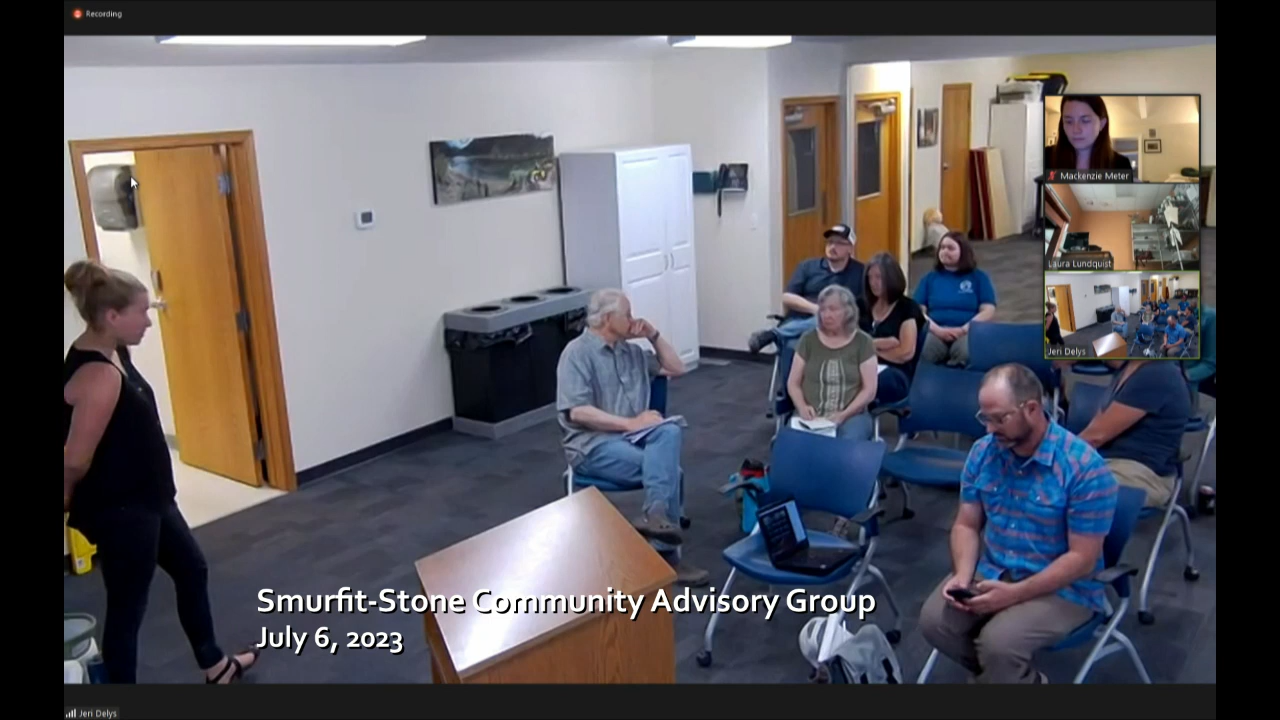 Recording
Mackenzie Meter
Laura Lundquist
Jeri Delys
Smurfit-Stone Community Advisory Group
July 6, 2023
Jeri Delys